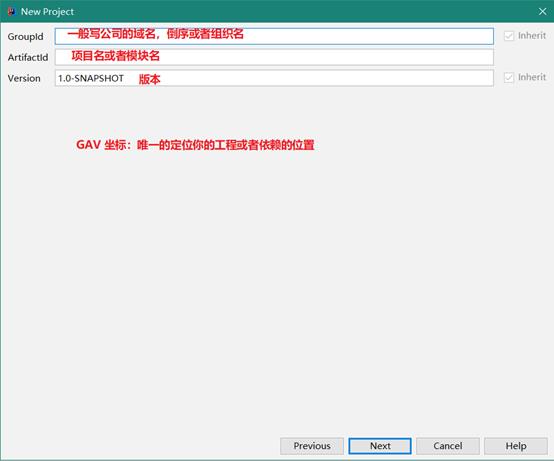 New Project
GroupId 一般写公司的域名，倒序或者组织名 Inherit
ArtifactId 项目名或者模块名
Version 1.0-SNAPSHOT 版本 Inherit
GAV 坐标：唯一的定位你的工程或者依赖的位置
Previous Next Cancel Help